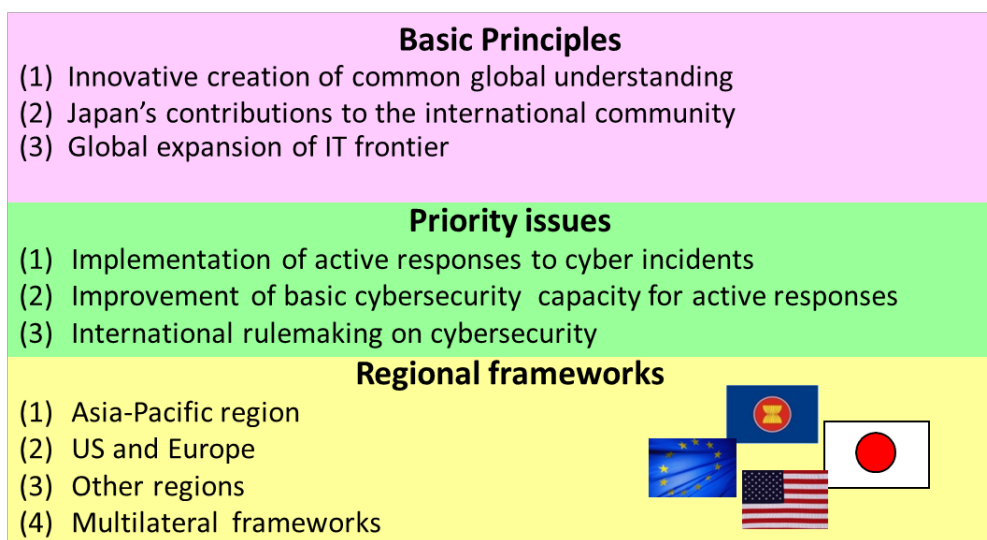 Basic Principles
(1) Innovative creation of common global understanding
(2) Japan’s contributions to the international community
(3) Global expansion of IT frontier
Priority issues
(1) Implementation of active responses to cyber incidents
(2) Improvement of basic cybersecurity capacity for active responses
(3) International rulemaking on cybersecurity
Regional frameworks
(1) Asia-Pacific region
(2) US and Europe
(3) Other regions
(4) Multilateral frameworks